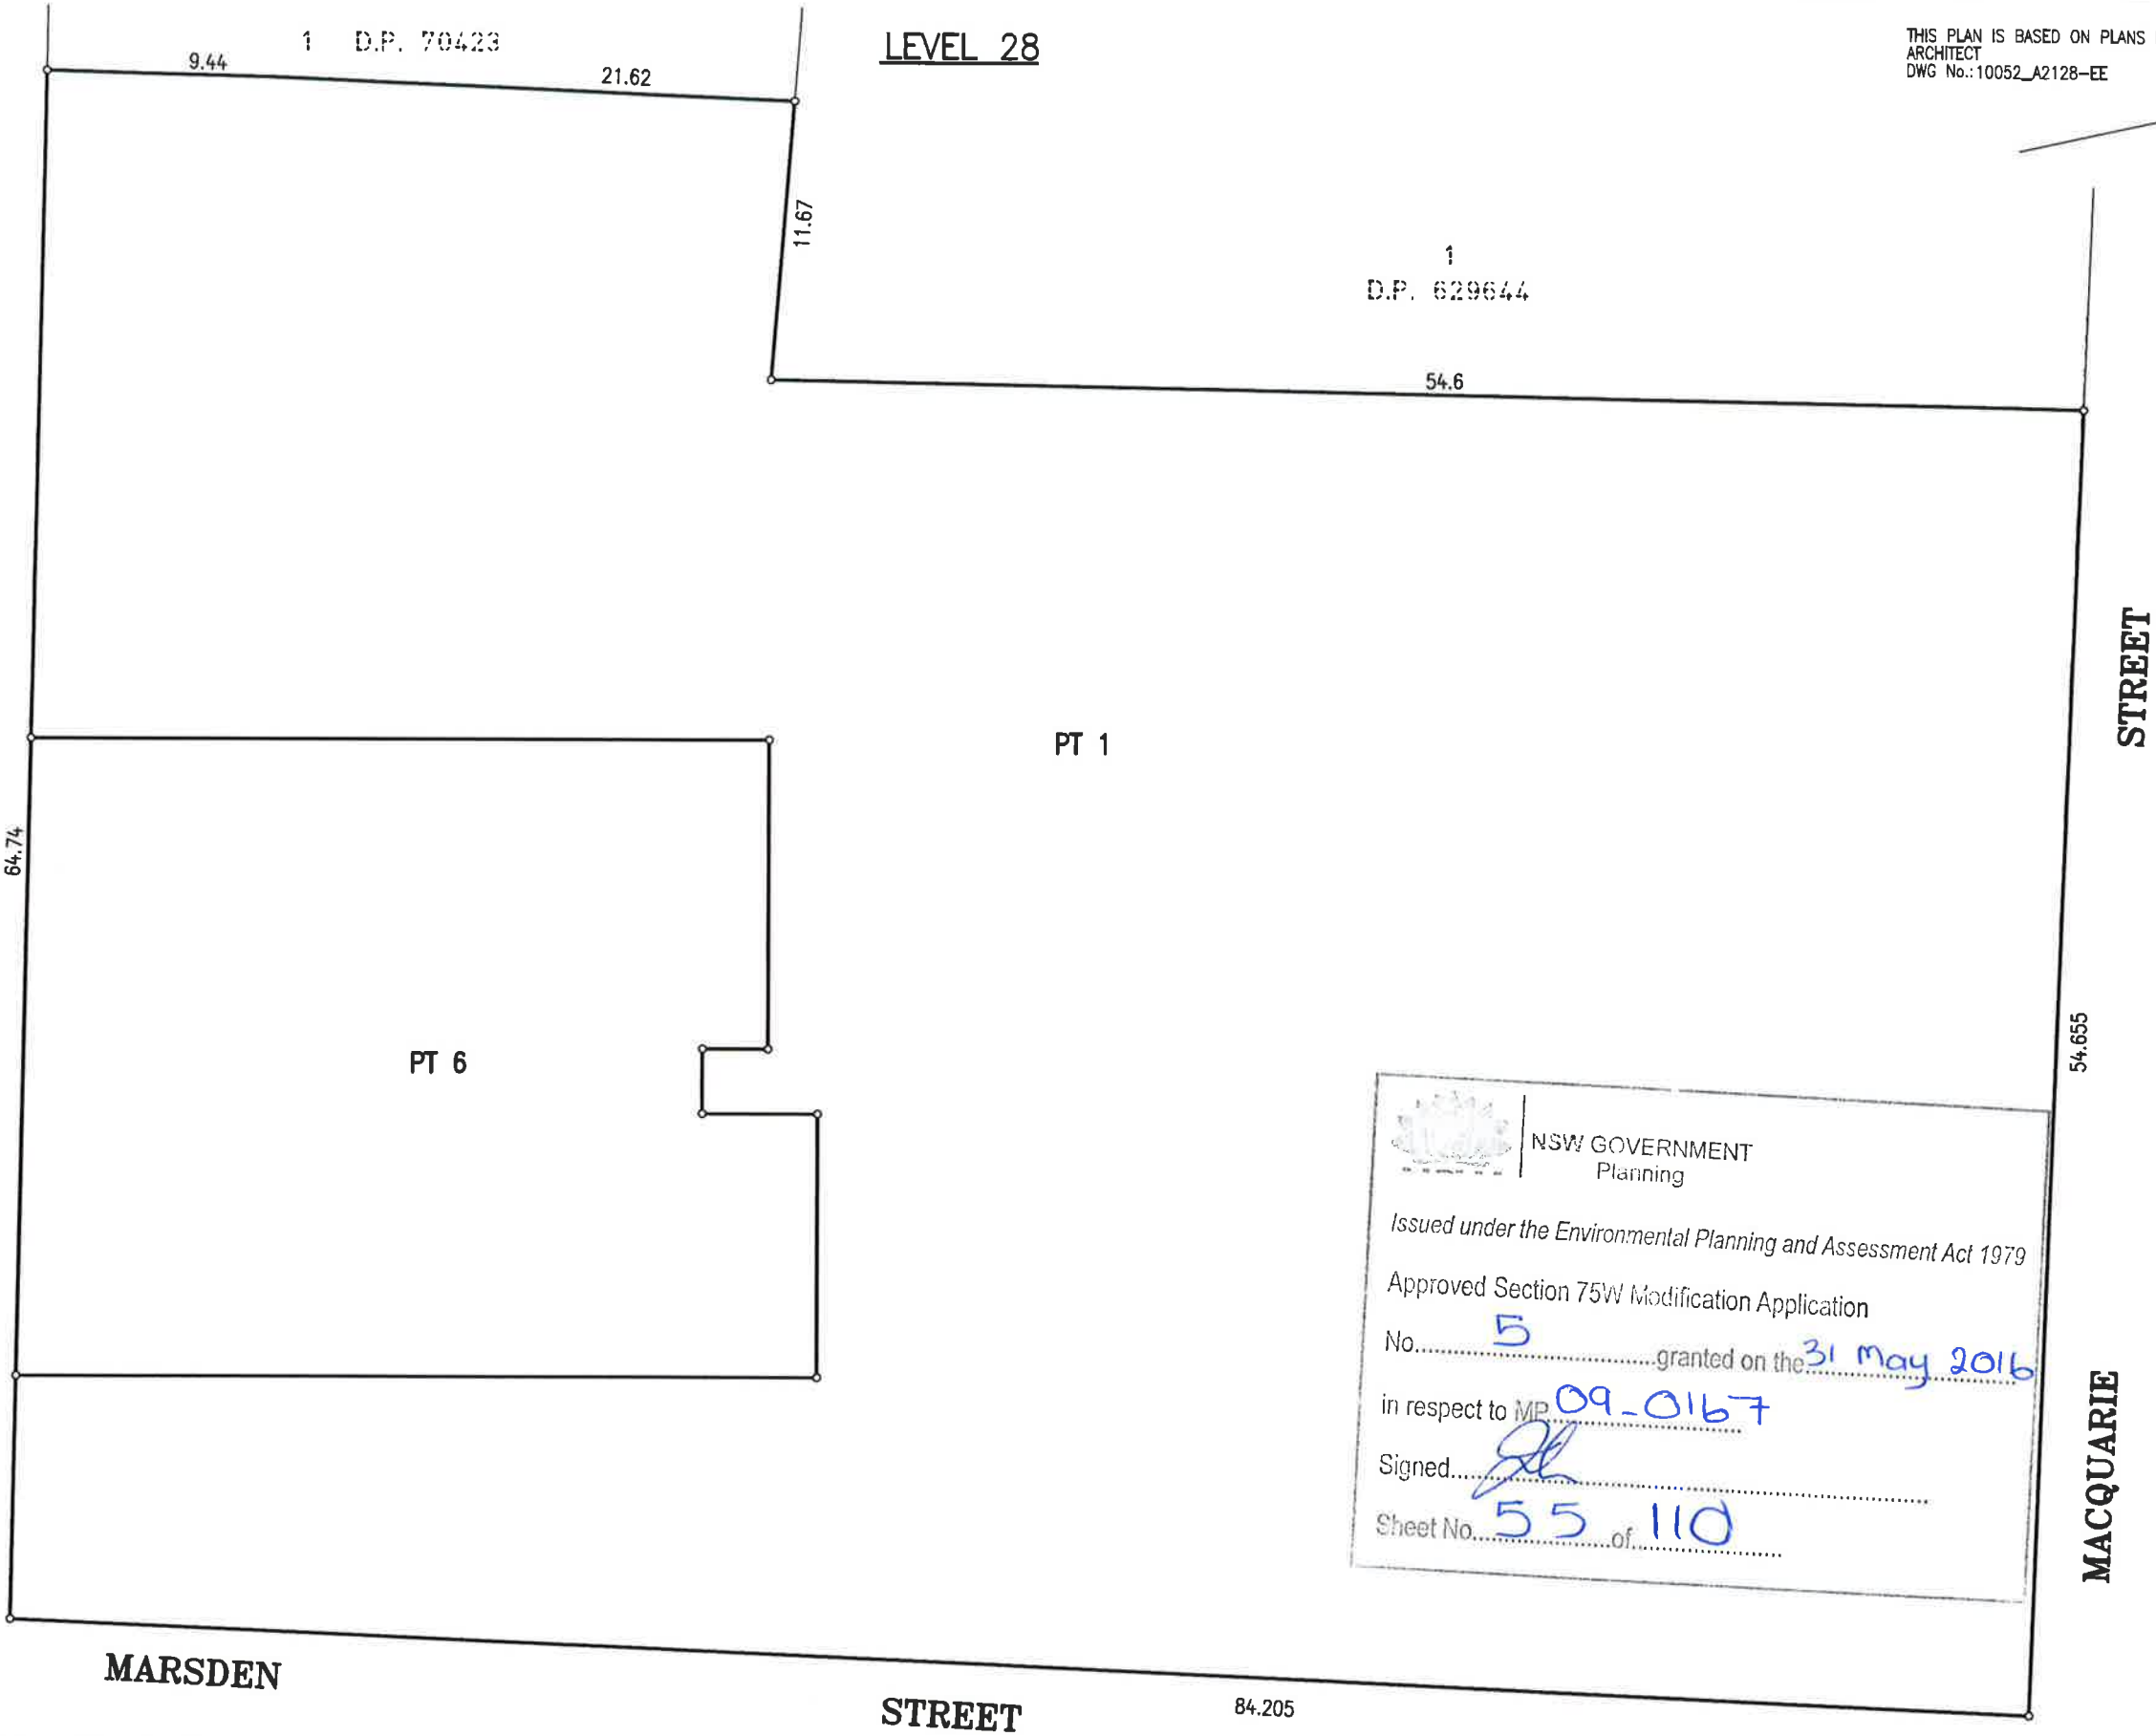 1 D.P. 70423
LEVEL 28
THIS PLAN IS BASED ON PLANS
ARCHITECT
DWG No.: 10052_A2128-EE
9.44
21.62
11.67
1
D.P. 629644
54.6
STREET
PT 1
64.74
PT 6
54.655
NSW GOVERNMENT
Planning
Issued under the Environmental Planning and Assessment Act 1979
Approved Section 75W Modification Application
No. 5 granted on the 31 May 2016
in respect to MP 09-0167
Signed
Sheet No. 55 of 110
MACQUARIE
MARSDEN
STREET
84.205